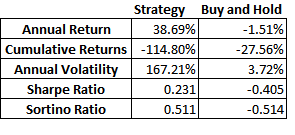 Strategy Buy and Hold
Annual Return 38.69% -1.51%
Cumulative Returns -114.80% -27.56%
Annual Volatility 167.21% 3.72%
Sharpe Ratio 0.231 -0.405
Sortino Ratio 0.511 -0.514